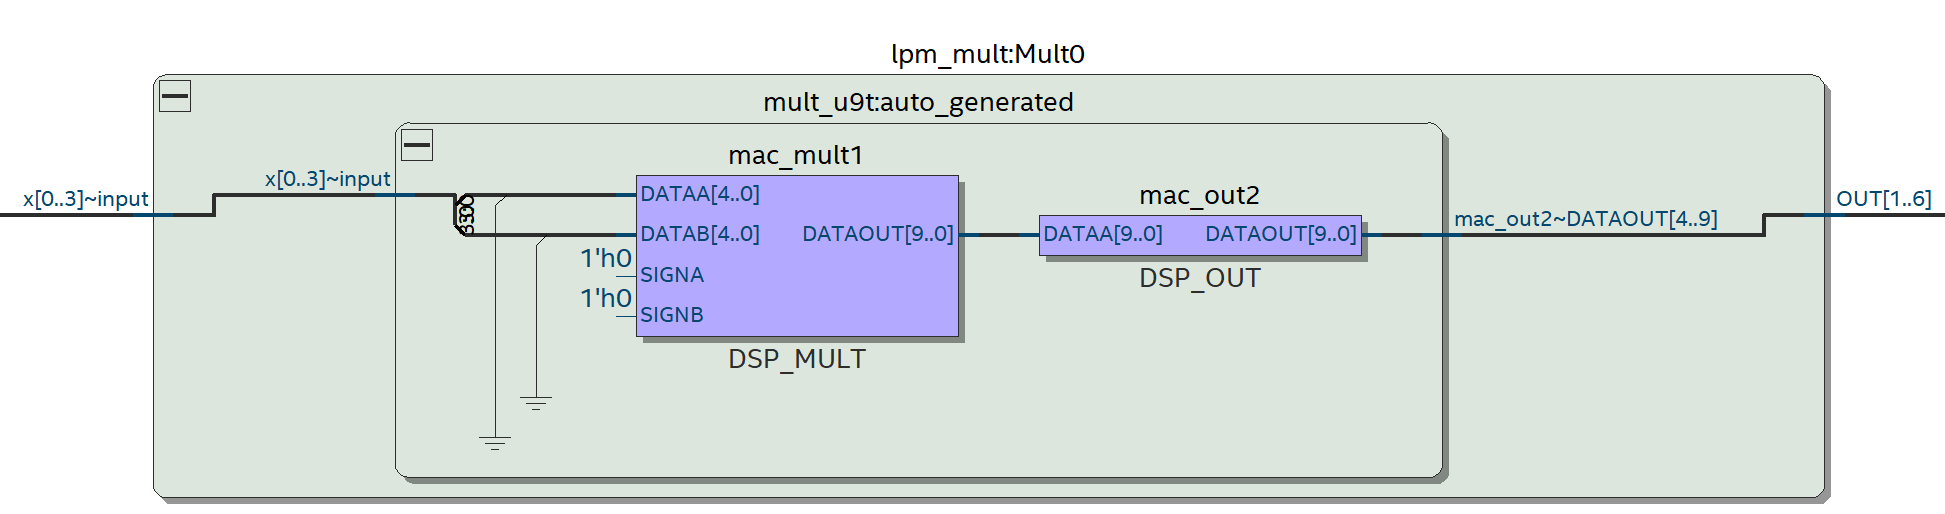 lpm_mult:Mult0
mult_u9t:auto_generated
mac_mult1
x[0..3]~input
x[0..3]~input
DATAA[4..0]
DATAB[4..0]
DATAOUT[9..0]
1'h0
SIGNA
1'h0
SIGNB
DSP_MULT
mac_out2
DATAA[9..0]
DATAOUT[9..0]
DSP_OUT
mac_out2~DATAOUT[4..9]
OUT[1..6]